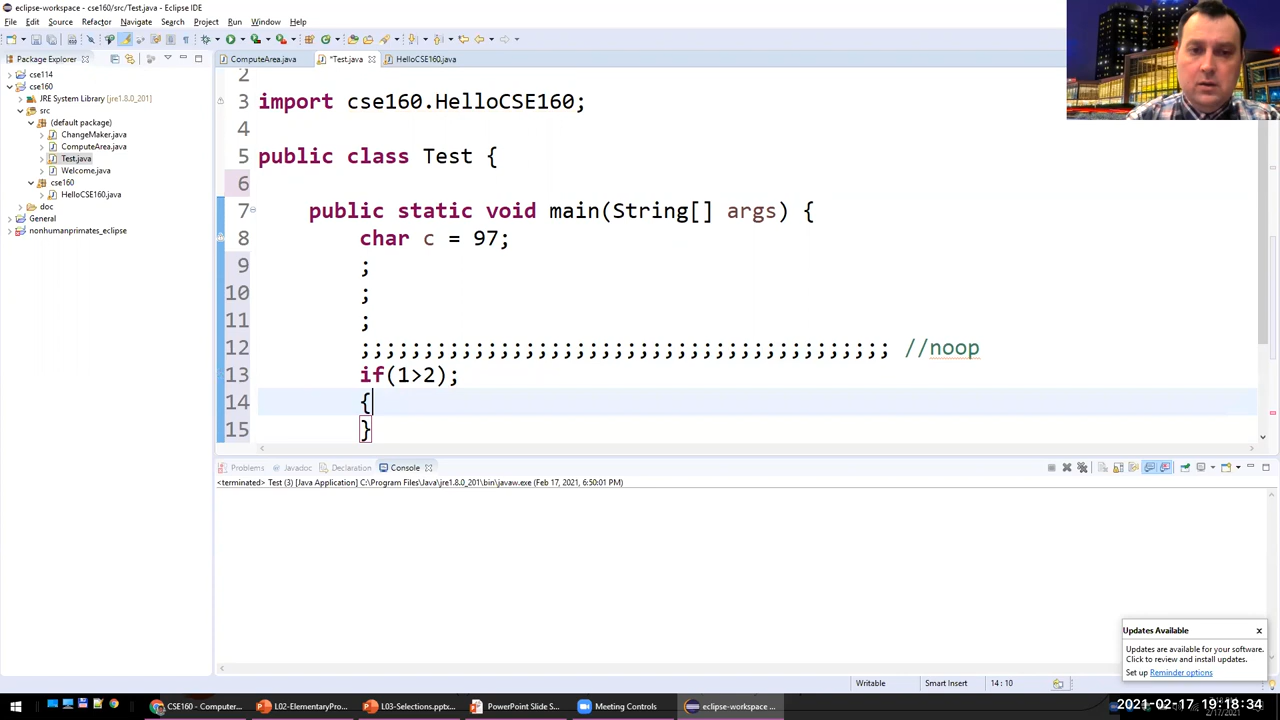 eclipse-workspace - cse160/src/Test.java - Eclipse IDE
File Edit Source Refactor Navigate Search Project Run Window Help
Package Explorer
ComputeArea.java *Test.java HelloCSE160.java
cse114
cse160
JRE System Library [jre1.8.0_201]
src
(default package)
ChangeMaker.java
ComputeArea.java
Test.java
Welcome.java
cse160
HelloCSE160.java
doc
General
nonhumanprimates_eclipse
2
3 import cse160.HelloCSE160;
4
5 public class Test {
6
7 public static void main(String[] args) {
8 char c = 97;
9 ;
10 ;
11 ;
12 ;;;;;;;;;;;;;;;;;;;;;;;;;;;;;;;;;;;;;;;;;; //noop
13 if(1>2);
14 {
15 }
Problems Javadoc Declaration Console
<terminated> Test (3) [Java Application] C:\Program Files\Java\jre1.8.0_201\bin\javaw.exe (Feb 17, 2021, 6:50:01 PM)
Updates Available x
Updates are available for your software.
Click to review and install updates.
Set up Reminder options
Writable Smart Insert 14 : 10
CSE160 - Computer... L02-ElementaryPro... L03-Selections.pptx... PowerPoint Slide S... Meeting Controls eclipse-workspace ...
2021-02-17 19:18:34